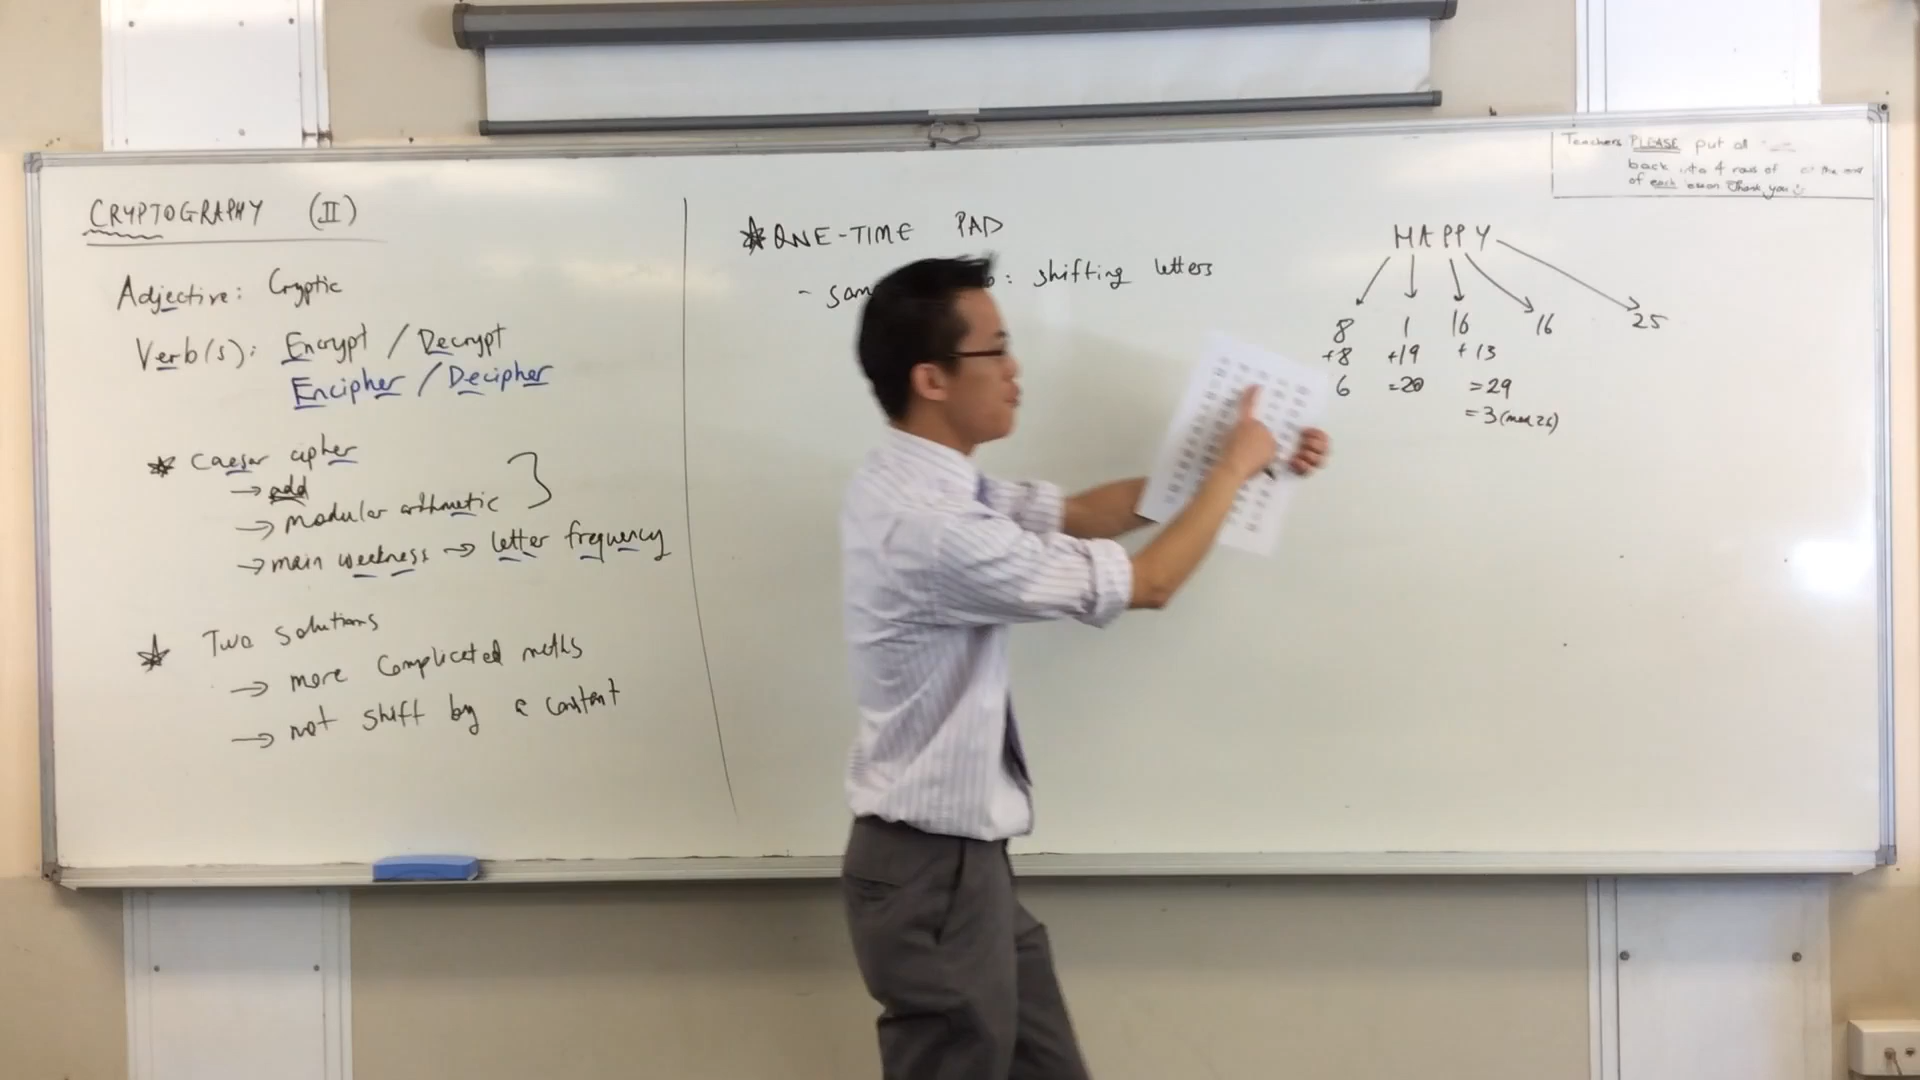 CRYPTOGRAPHY (II)
Adjective: Cryptic
Verb(s): Encrypt / Decrypt
Encipher / Decipher
Caesar cipher
→ add
→ modular arithmetic
→ main weakness → letter frequency
Two solutions
→ more complicated maths
→ not shift by a constant
ONE-TIME PAD
- : shifting letters
HAPPY
8 1 16 16 25
+8 +19 +13
6 =20 =29
=3
Teachers PLEASE put all
back into 4 rows of at the end
of each lesson Thank you